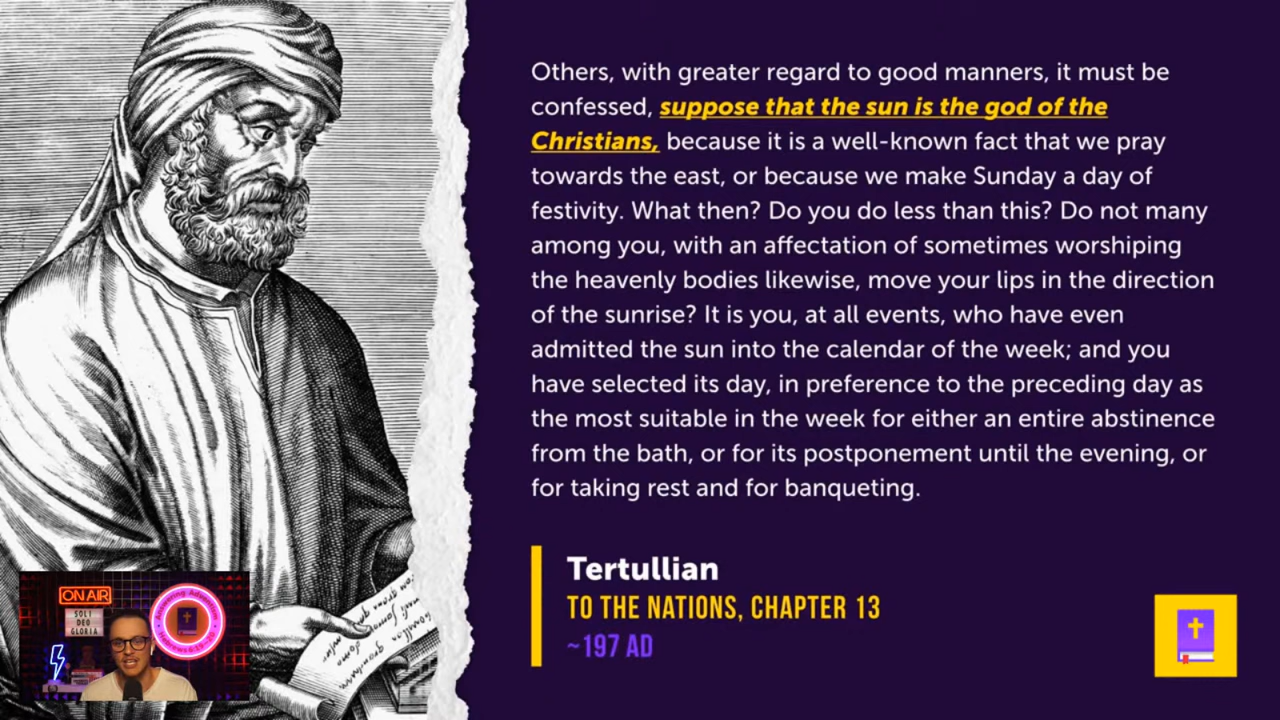 Others, with greater regard to good manners, it must be
confessed, suppose that the sun is the god of the
Christians, because it is a well-known fact that we pray
towards the east, or because we make Sunday a day of
festivity. What then? Do you do less than this? Do not many
among you, with an affectation of sometimes worshiping
the heavenly bodies likewise, move your lips in the direction
of the sunrise? It is you, at all events, who have even
admitted the sun into the calendar of the week; and you
have selected its day, in preference to the preceding day as
the most suitable in the week for either an entire abstinence
from the bath, or for its postponement until the evening, or
for taking rest and for banqueting.
Tertullian
TO THE NATIONS, CHAPTER 13
~197 AD
ON AIR
SOLI
DEO
GLORIA